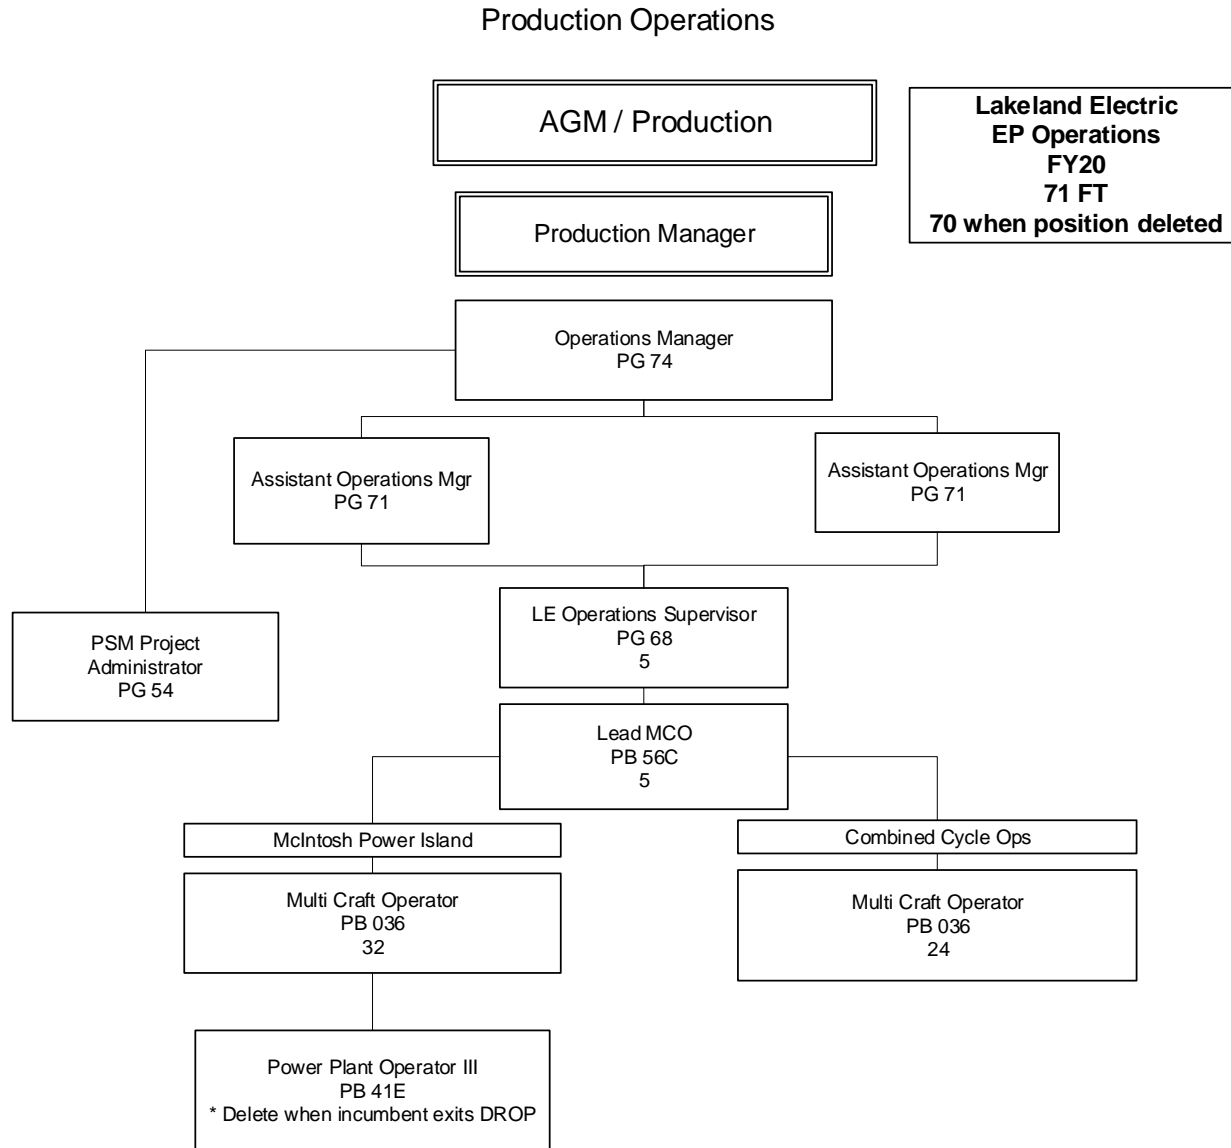 Production Operations
AGM / Production
Lakeland Electric
EP Operations
FY20
71 FT
70 when position deleted
Production Manager
Operations Manager
PG 74
Assistant Operations Mgr
PG 71
Assistant Operations Mgr
PG 71
PSM Project
Administrator
PG 54
LE Operations Supervisor
PG 68
5
Lead MCO
PB 56C
5
McIntosh Power Island
Combined Cycle Ops
Multi Craft Operator
PB 036
32
Multi Craft Operator
PB 036
24
Power Plant Operator III
PB 41E
* Delete when incumbent exits DROP